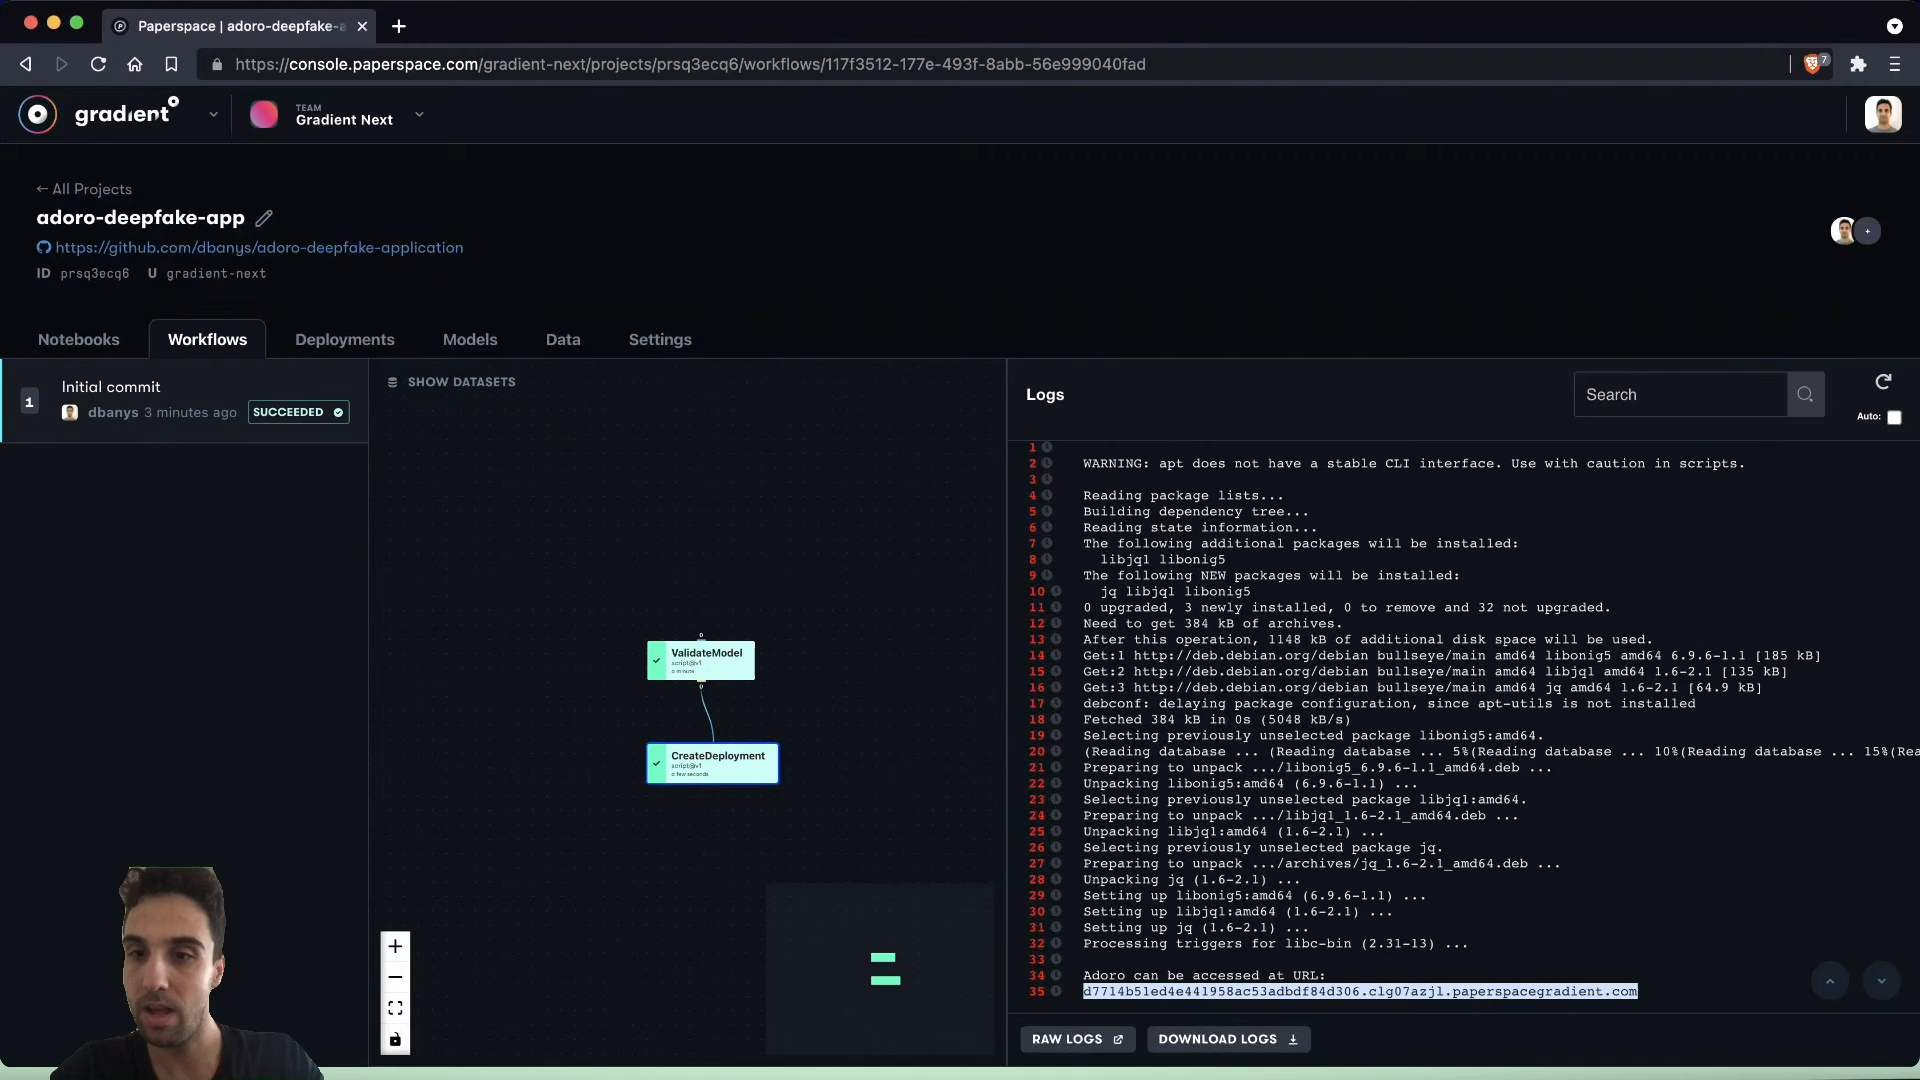 Paperspace | adoro-deepfake-a
https://console.paperspace.com/gradient-next/projects/prsq3ecq6/workflows/117f3512-177e-493f-8abb-56e999040fad
7
gradient
TEAM
Gradient Next
← All Projects
adoro-deepfake-app
https://github.com/dbanys/adoro-deepfake-application
ID prsq3ecq6 U gradient-next
+
Notebooks
Workflows
Deployments
Models
Data
Settings
1
Initial commit
dbanys 3 minutes ago SUCCEEDED
SHOW DATASETS
0
ValidateModel
script@v1
a minute
0
CreateDeployment
script@v1
a few seconds
Logs
Search
Auto:
1
2 WARNING: apt does not have a stable CLI interface. Use with caution in scripts.
3
4 Reading package lists...
5 Building dependency tree...
6 Reading state information...
7 The following additional packages will be installed:
8 libjq1 libonig5
9 The following NEW packages will be installed:
10 jq libjq1 libonig5
11 0 upgraded, 3 newly installed, 0 to remove and 32 not upgraded.
12 Need to get 384 kB of archives.
13 After this operation, 1148 kB of additional disk space will be used.
14 Get:1 http://deb.debian.org/debian bullseye/main amd64 libonig5 amd64 6.9.6-1.1 [185 kB]
15 Get:2 http://deb.debian.org/debian bullseye/main amd64 libjq1 amd64 1.6-2.1 [135 kB]
16 Get:3 http://deb.debian.org/debian bullseye/main amd64 jq amd64 1.6-2.1 [64.9 kB]
17 debconf: delaying package configuration, since apt-utils is not installed
18 Fetched 384 kB in 0s (5048 kB/s)
19 Selecting previously unselected package libonig5:amd64.
20 (Reading database ... (Reading database ... 5%(Reading database ... 10%(Reading database ... 15%(Rea
21 Preparing to unpack .../libonig5_6.9.6-1.1_amd64.deb ...
22 Unpacking libonig5:amd64 (6.9.6-1.1) ...
23 Selecting previously unselected package libjq1:amd64.
24 Preparing to unpack .../libjq1_1.6-2.1_amd64.deb ...
25 Unpacking libjq1:amd64 (1.6-2.1) ...
26 Selecting previously unselected package jq.
27 Preparing to unpack .../archives/jq_1.6-2.1_amd64.deb ...
28 Unpacking jq (1.6-2.1) ...
29 Setting up libonig5:amd64 (6.9.6-1.1) ...
30 Setting up libjq1:amd64 (1.6-2.1) ...
31 Setting up jq (1.6-2.1) ...
32 Processing triggers for libc-bin (2.31-13) ...
33
34 Adoro can be accessed at URL:
35 d7714b51ed4e441958ac53adbdf84d306.clg07azjl.paperspacegradient.com
RAW LOGS
DOWNLOAD LOGS